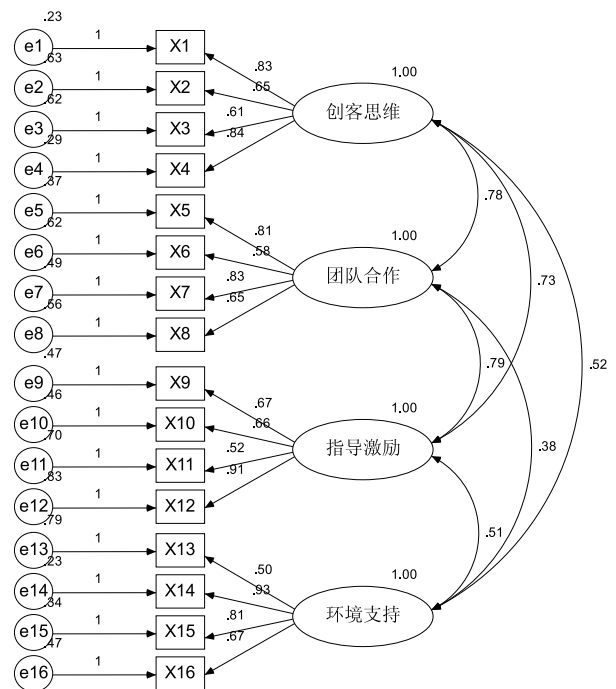 .23
e1 1 X1 .83
.63
e2 1 X2 .65
.62
e3 1 X3 .61
.29
e4 1 X4 .84
.37
1.00
创客思维
e5 1 X5 .81
.62
e6 1 X6 .58
.49
e7 1 X7 .83
.56
e8 1 X8 .65
.47
1.00
团队合作
e9 1 X9 .67
.46
e10 1 X10 .66
.70
e11 1 X11 .52
.83
e12 1 X12 .91
.79
1.00
指导激励
e13 1 X13 .50
.23
e14 1 X14 .93
.34
e15 1 X15 .81
.47
e16 1 X16 .67
1.00
环境支持
.78
.73
.52
.79
.38
.51